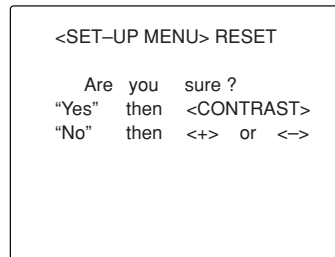 <SET–UP MENU> RESET
Are you sure ?
“Yes” then <CONTRAST>
“No” then <+> or <–>